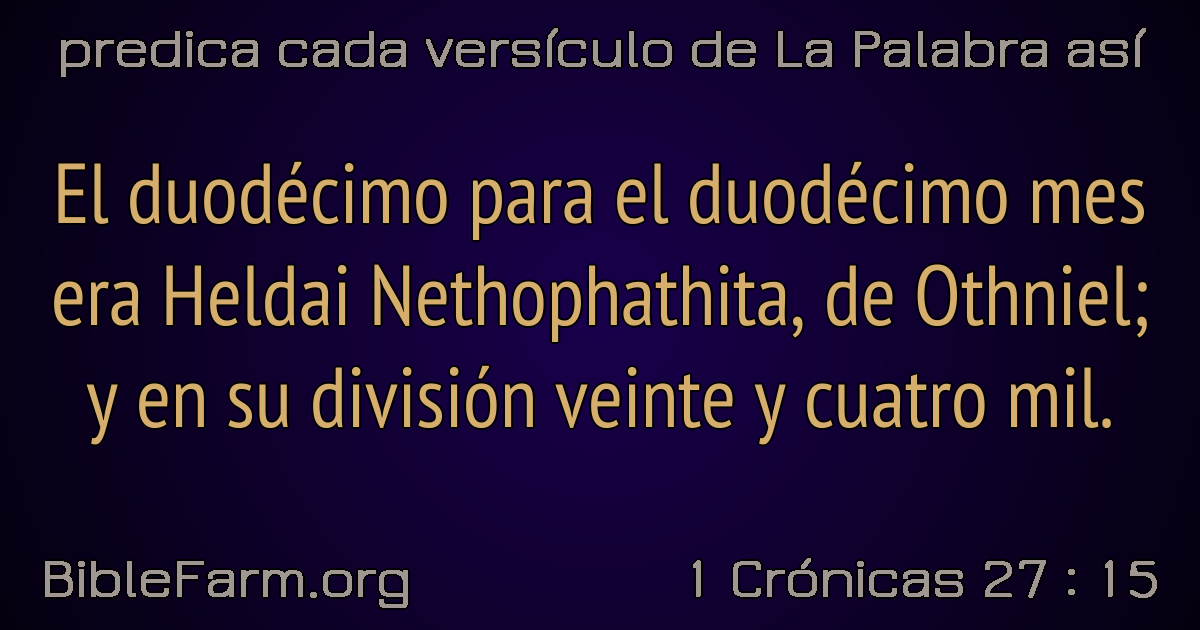 predica cada versículo de La Palabra así
El duodécimo para el duodécimo mes
era Heldai Nethophathita, de Othniel;
y en su división veinte y cuatro mil.
BibleFarm.org
1 Crónicas 27 : 15